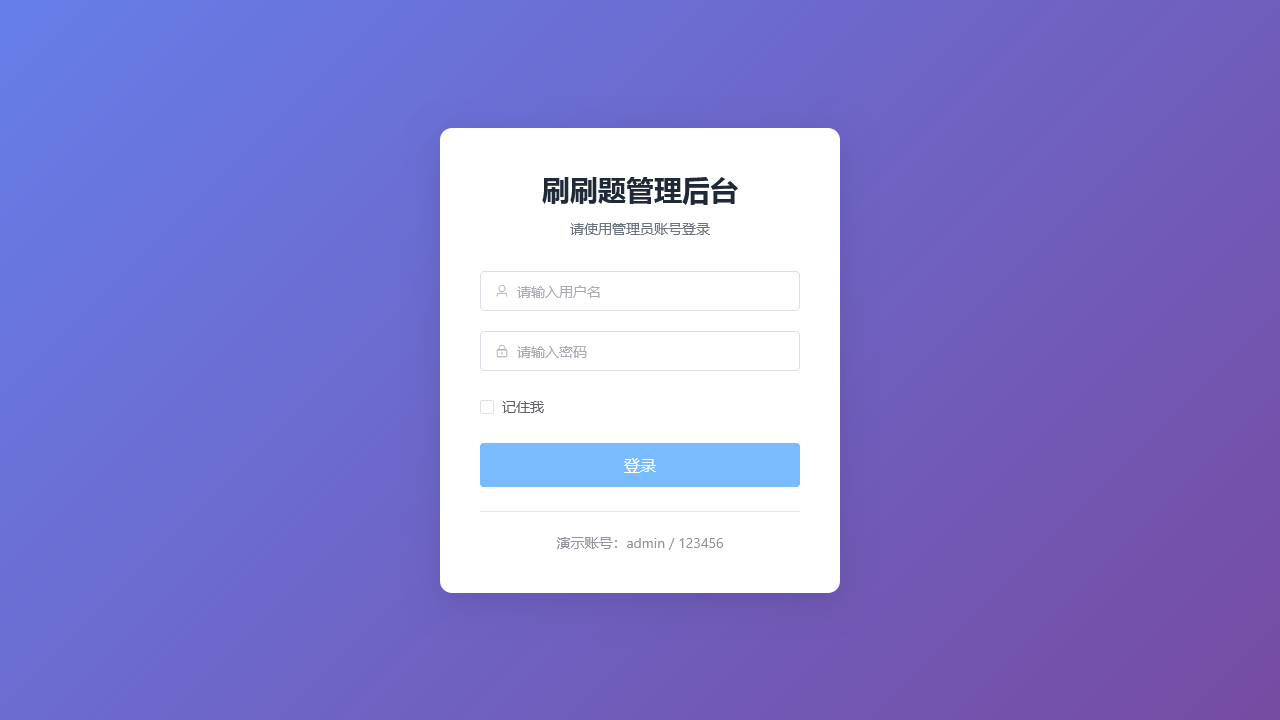 刷刷题管理后台
请使用管理员账号登录
请输入用户名
请输入密码
记住我
登录
演示账号：admin / 123456